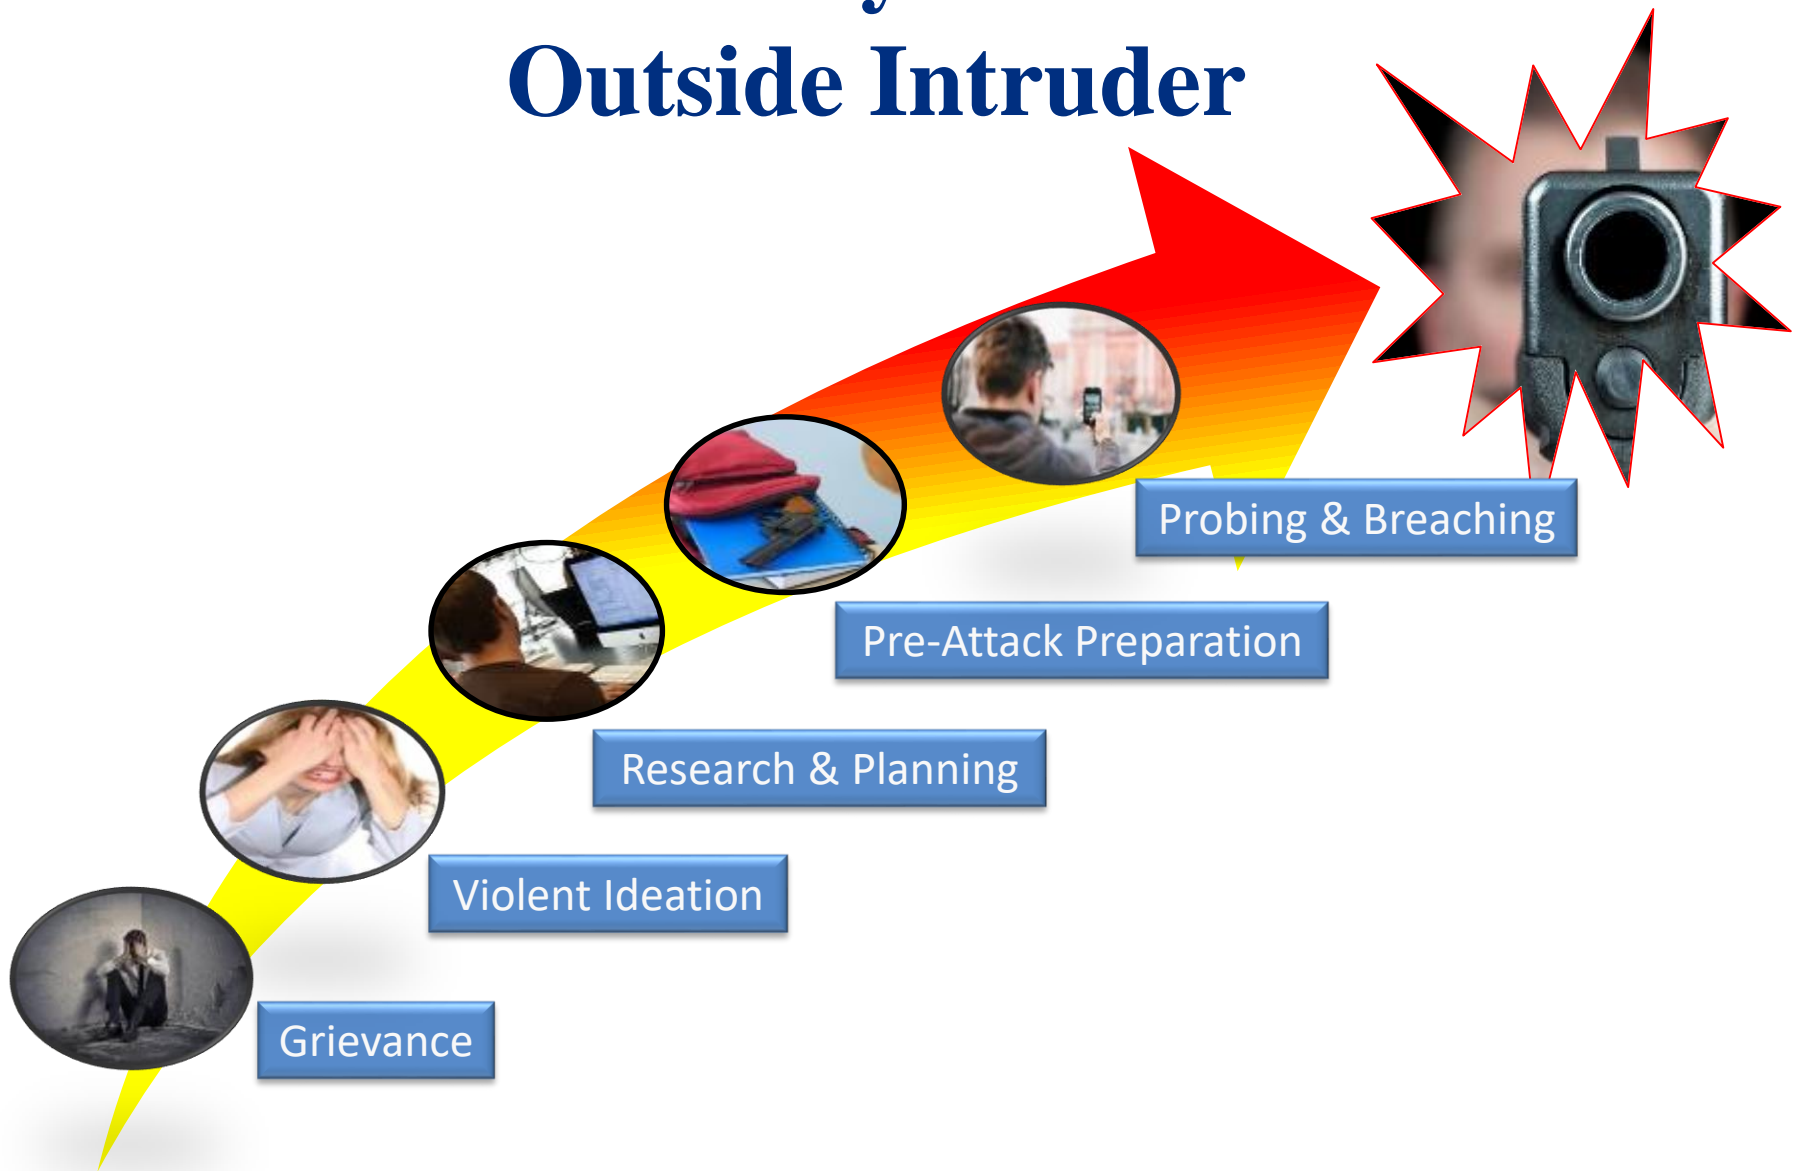 Outside Intruder
Probing & Breaching
Pre-Attack Preparation
Research & Planning
Violent Ideation
Grievance